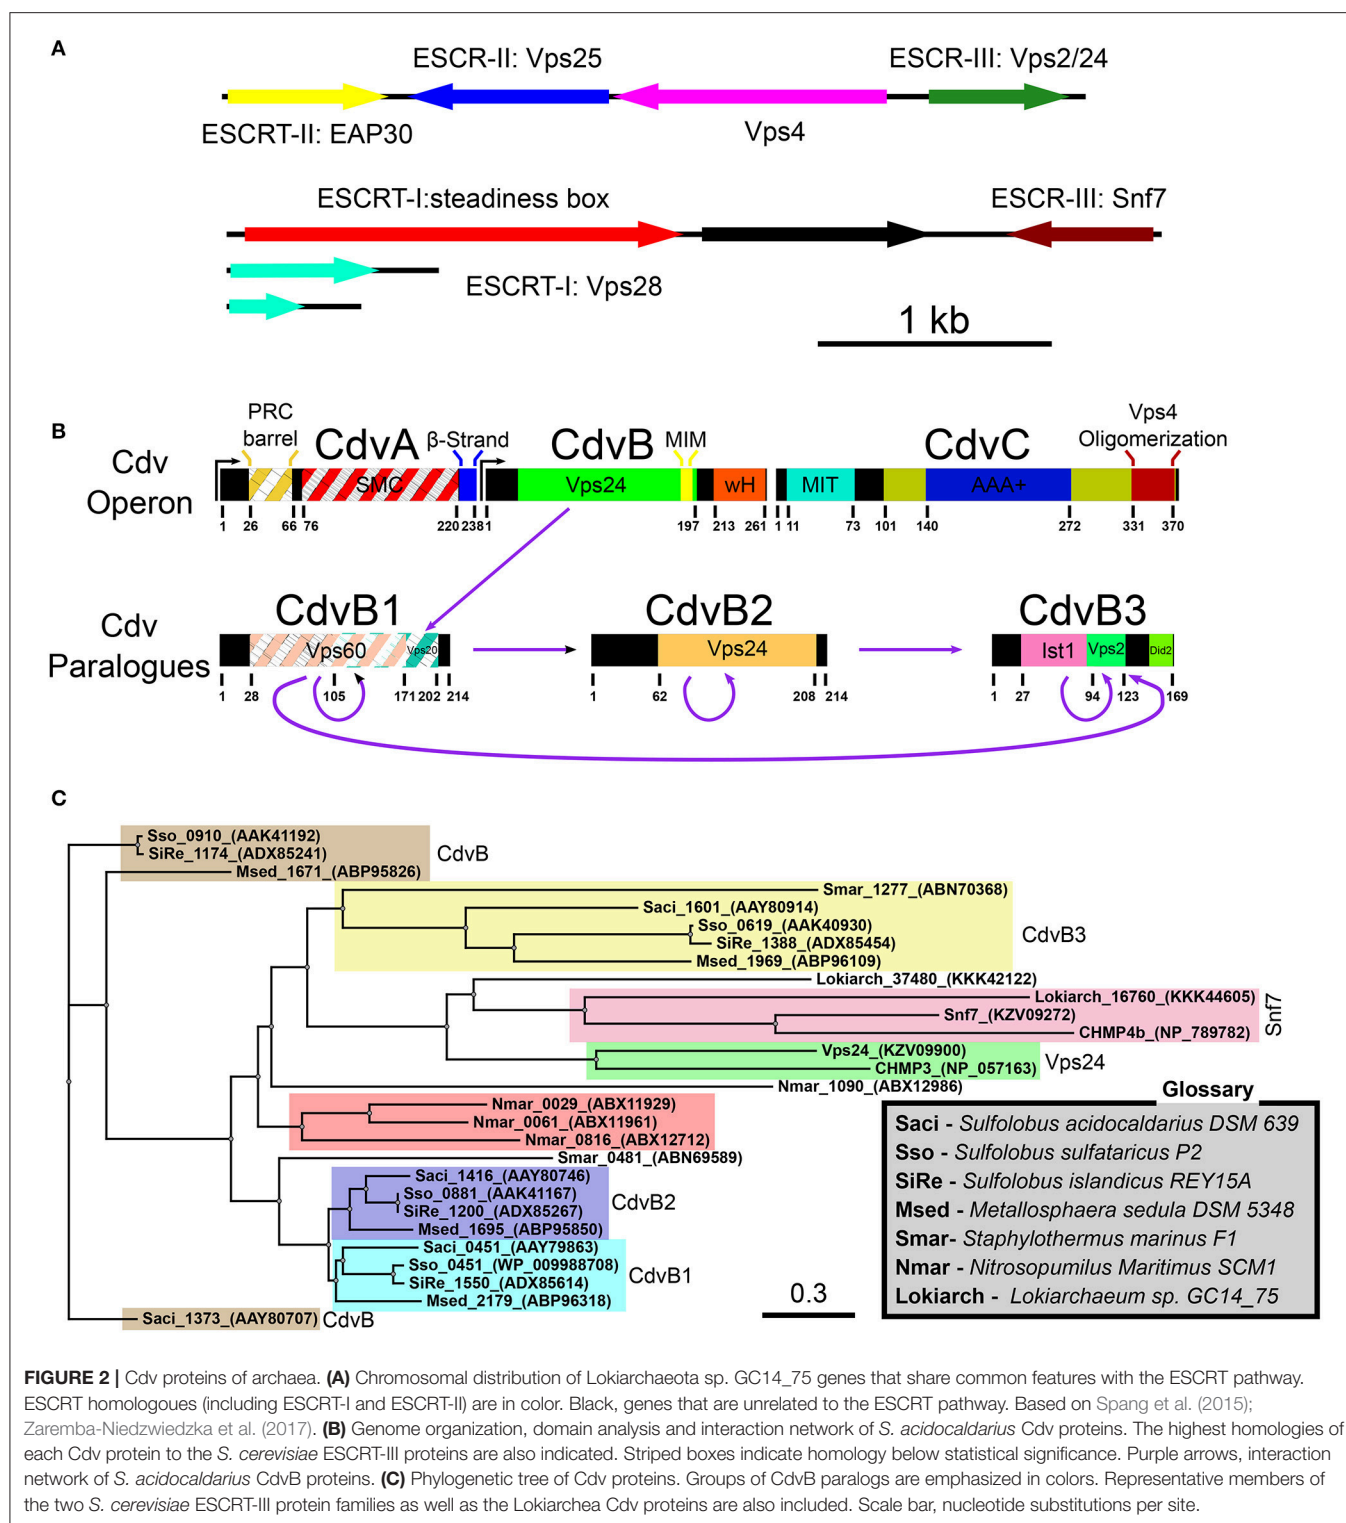 A
ESCR-II: Vps25
ESCR-III: Vps2/24
ESCRT-II: EAP30
Vps4
ESCRT-I:steadiness box
ESCR-III: Snf7
ESCRT-I: Vps28
1 kb
B
Cdv
Operon
PRC
barrel
CdvA
β-Strand
CdvB
MIM
CdvC
Vps4
Oligomerization
SMC
Vps24
wH
MIT
AAA+
1 26 66 76 220 238 1 197 213 261 1 11 73 101 140 272 331 370
Cdv
Paralogues
CdvB1
CdvB2
CdvB3
Vps60
Vps20
Vps24
Ist1
Vps2
Did2
1 28 105 171 202 214 1 62 208 214 1 27 94 123 169
C
Sso_0910_(AAK41192)
SiRe_1174_(ADX85241)
CdvB
Msed_1671_(ABP95826)
Smar_1277_(ABN70368)
Saci_1601_(AAY80914)
Sso_0619_(AAK40930)
CdvB3
SiRe_1388_(ADX85454)
Msed_1969_(ABP96109)
Lokiarch_37480_(KKK42122)
Lokiarch_16760_(KKK44605)
Snf7_(KZV09272)
Snf7
CHMP4b_(NP_789782)
Vps24_(KZV09900)
Vps24
CHMP3_(NP_057163)
Nmar_1090_(ABX12986)
Nmar_0029_(ABX11929)
Nmar_0061_(ABX11961)
Nmar_0816_(ABX12712)
Smar_0481_(ABN69589)
Saci_1416_(AAY80746)
Sso_0881_(AAK41167)
CdvB2
SiRe_1200_(ADX85267)
Msed_1695_(ABP95850)
Saci_0451_(AAY79863)
Sso_0451_(WP_009988708)
CdvB1
SiRe_1550_(ADX85614)
Msed_2179_(ABP96318)
Saci_1373_(AAY80707)
CdvB
0.3
Glossary
Saci - Sulfolobus acidocaldarius DSM 639
Sso - Sulfolobus sulfataricus P2
SiRe - Sulfolobus islandicus REY15A
Msed - Metallosphaera sedula DSM 5348
Smar- Staphylothermus marinus F1
Nmar - Nitrosopumilus Maritimus SCM1
Lokiarch - Lokiarchaeum sp. GC14_75
FIGURE 2 | Cdv proteins of archaea. (A) Chromosomal distribution of Lokiarchaeota sp. GC14_75 genes that share common features with the ESCRT pathway.
ESCRT homologues (including ESCRT-I and ESCRT-II) are in color. Black, genes that are unrelated to the ESCRT pathway. Based on Spang et al. (2015);
Zaremba-Niedzwiedzka et al. (2017). (B) Genome organization, domain analysis and interaction network of S. acidocaldarius Cdv proteins. The highest homologies of
each Cdv protein to the S. cerevisiae ESCRT-III proteins are also indicated. Striped boxes indicate homology below statistical significance. Purple arrows, interaction
network of S. acidocaldarius CdvB proteins. (C) Phylogenetic tree of Cdv proteins. Groups of CdvB paralogs are emphasized in colors. Representative members of
the two S. cerevisiae ESCRT-III protein families as well as the Lokiarchea Cdv proteins are also included. Scale bar, nucleotide substitutions per site.